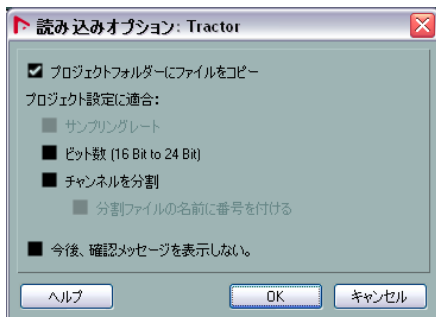 読み込みオプション: Tractor
プロジェクトフォルダーにファイルをコピー
プロジェクト設定に適合:
サンプリングレート
ビット数 (16 Bit to 24 Bit)
チャンネルを分割
分割ファイルの名前に番号を付ける
今後、確認メッセージを表示しない。
ヘルプ OK キャンセル